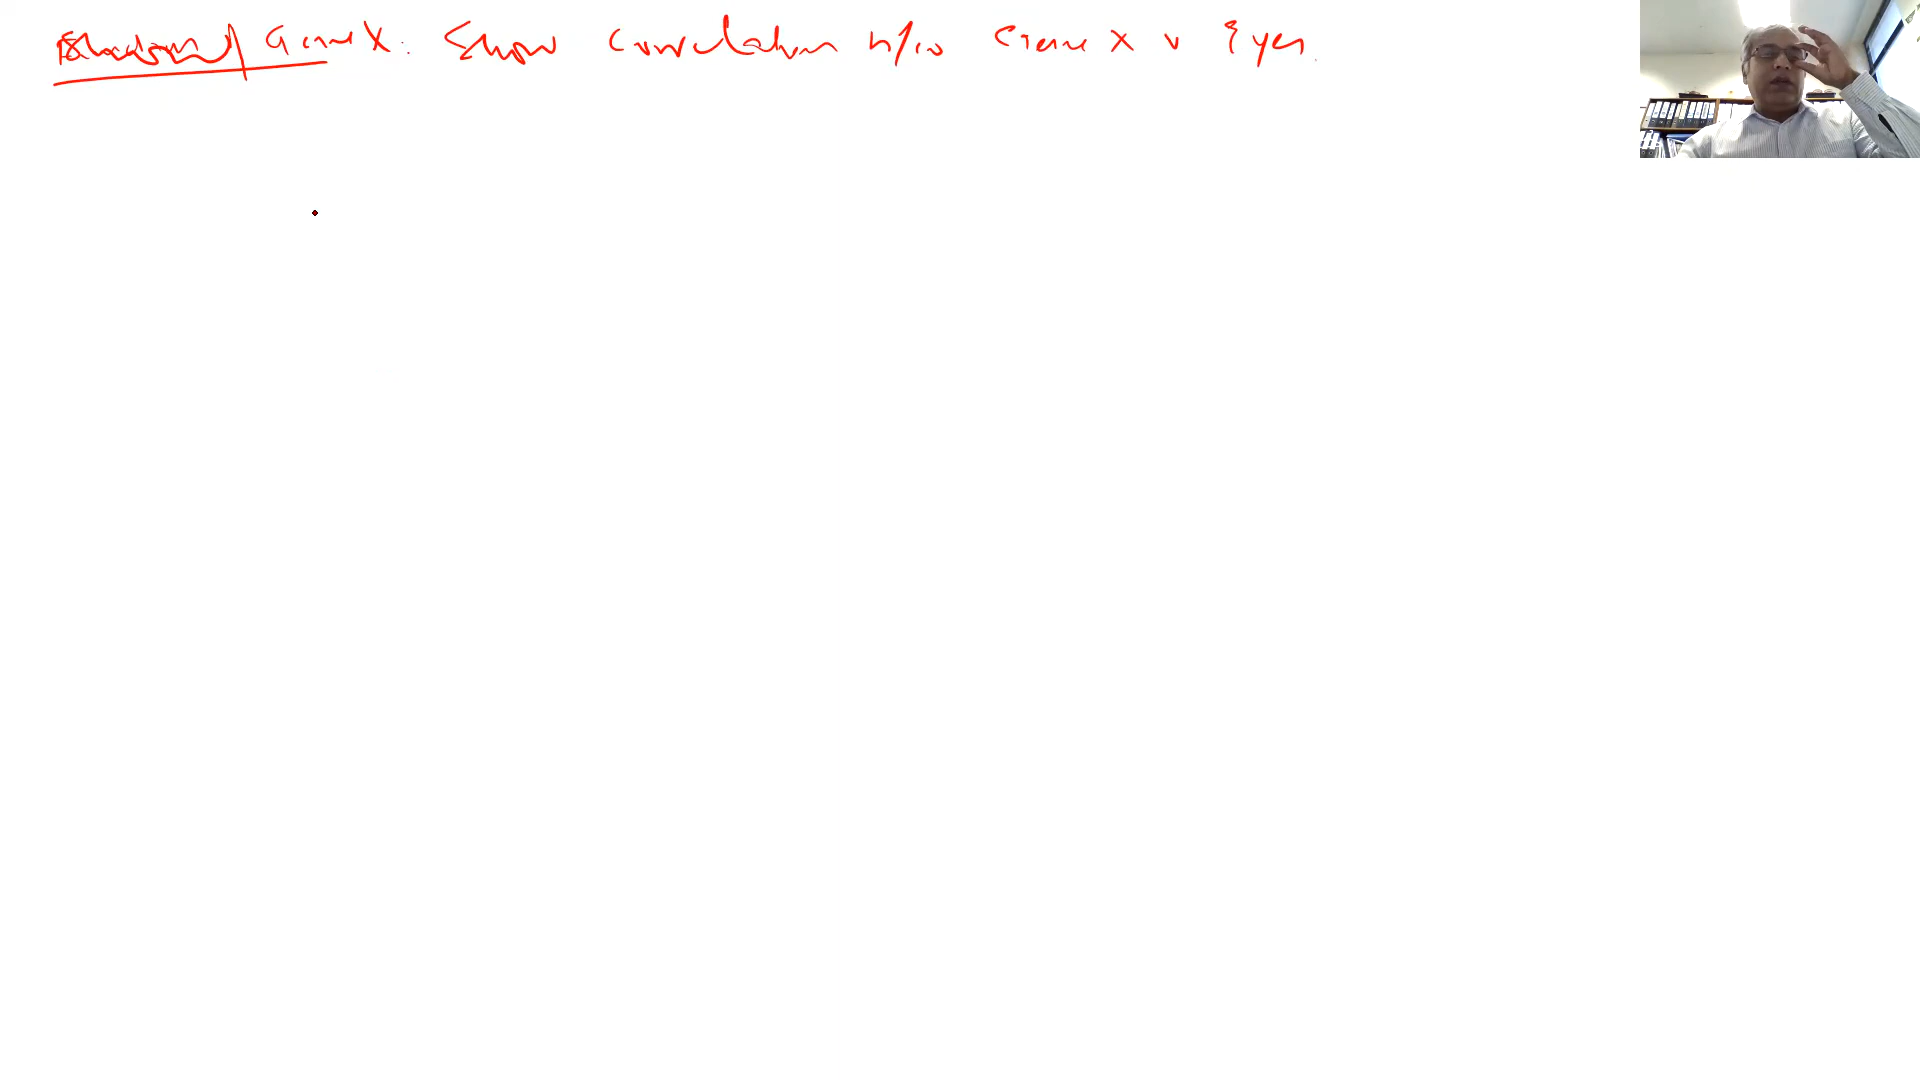 Gene X. Show Correlation b/w Gene X & Eyes.